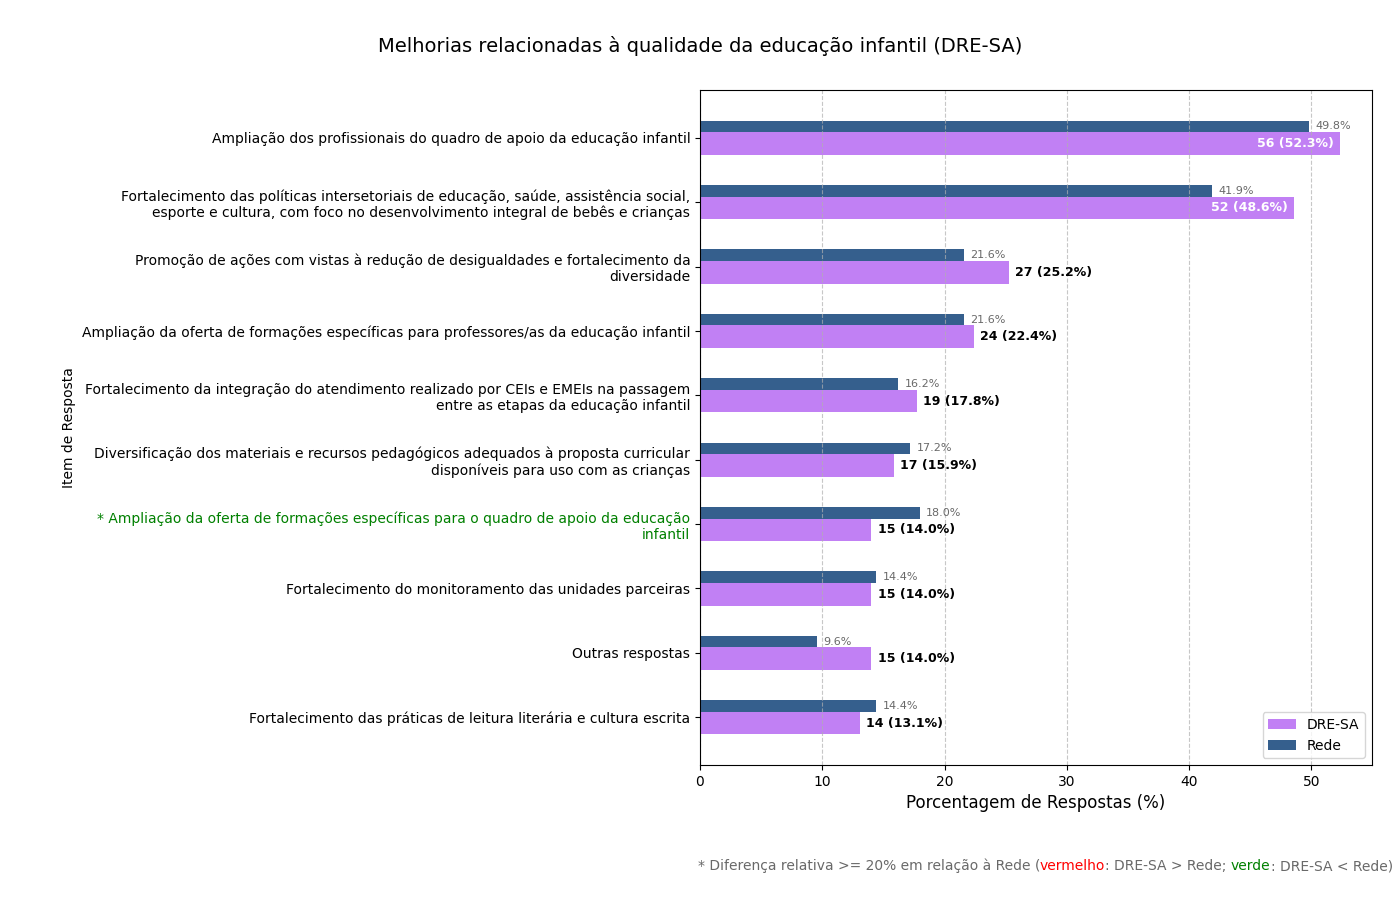 Melhorias relacionadas à qualidade da educação infantil (DRE-SA)
Item de Resposta
Ampliação dos profissionais do quadro de apoio da educação infantil
49.8%
56 (52.3%)
Fortalecimento das políticas intersetoriais de educação, saúde, assistência social,
esporte e cultura, com foco no desenvolvimento integral de bebês e crianças
41.9%
52 (48.6%)
Promoção de ações com vistas à redução de desigualdades e fortalecimento da
diversidade
21.6%
27 (25.2%)
Ampliação da oferta de formações específicas para professores/as da educação infantil
21.6%
24 (22.4%)
Fortalecimento da integração do atendimento realizado por CEIs e EMEIs na passagem
entre as etapas da educação infantil
16.2%
19 (17.8%)
Diversificação dos materiais e recursos pedagógicos adequados à proposta curricular
disponíveis para uso com as crianças
17.2%
17 (15.9%)
* Ampliação da oferta de formações específicas para o quadro de apoio da educação
infantil
18.0%
15 (14.0%)
Fortalecimento do monitoramento das unidades parceiras
14.4%
15 (14.0%)
Outras respostas
9.6%
15 (14.0%)
Fortalecimento das práticas de leitura literária e cultura escrita
14.4%
14 (13.1%)
DRE-SA
Rede
0 10 20 30 40 50
Porcentagem de Respostas (%)
* Diferença relativa >= 20% em relação à Rede (vermelho: DRE-SA > Rede; verde: DRE-SA < Rede)